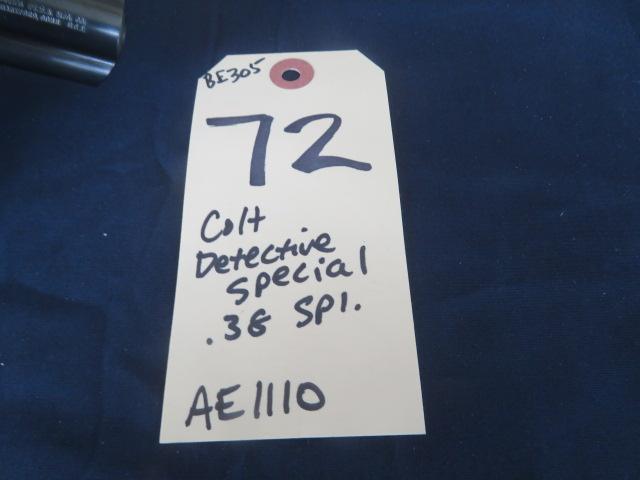 BE305
72
Colt
Detective
Special
.38 Spl.
AE1110